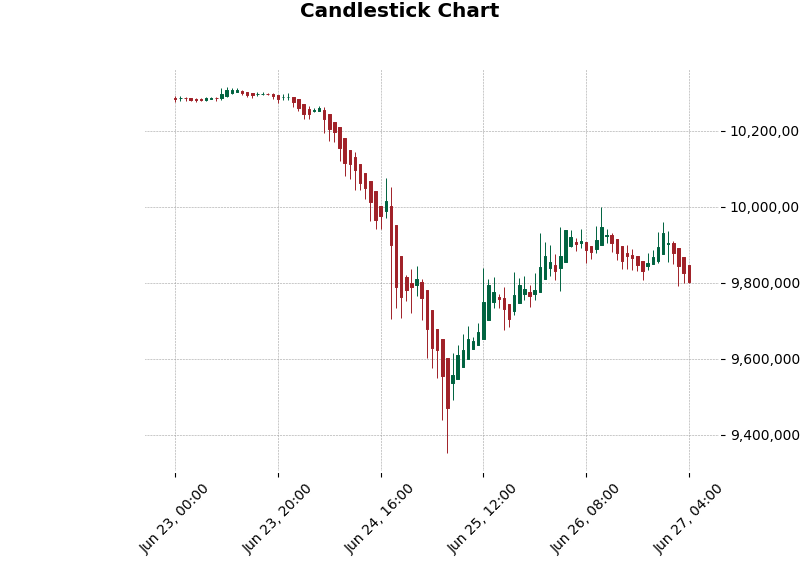 Candlestick Chart
10,200,00
10,000,00
9,800,000
9,600,000
9,400,000
Jun 23, 00:00
Jun 23, 20:00
Jun 24, 16:00
Jun 25, 12:00
Jun 26, 08:00
Jun 27, 04:00